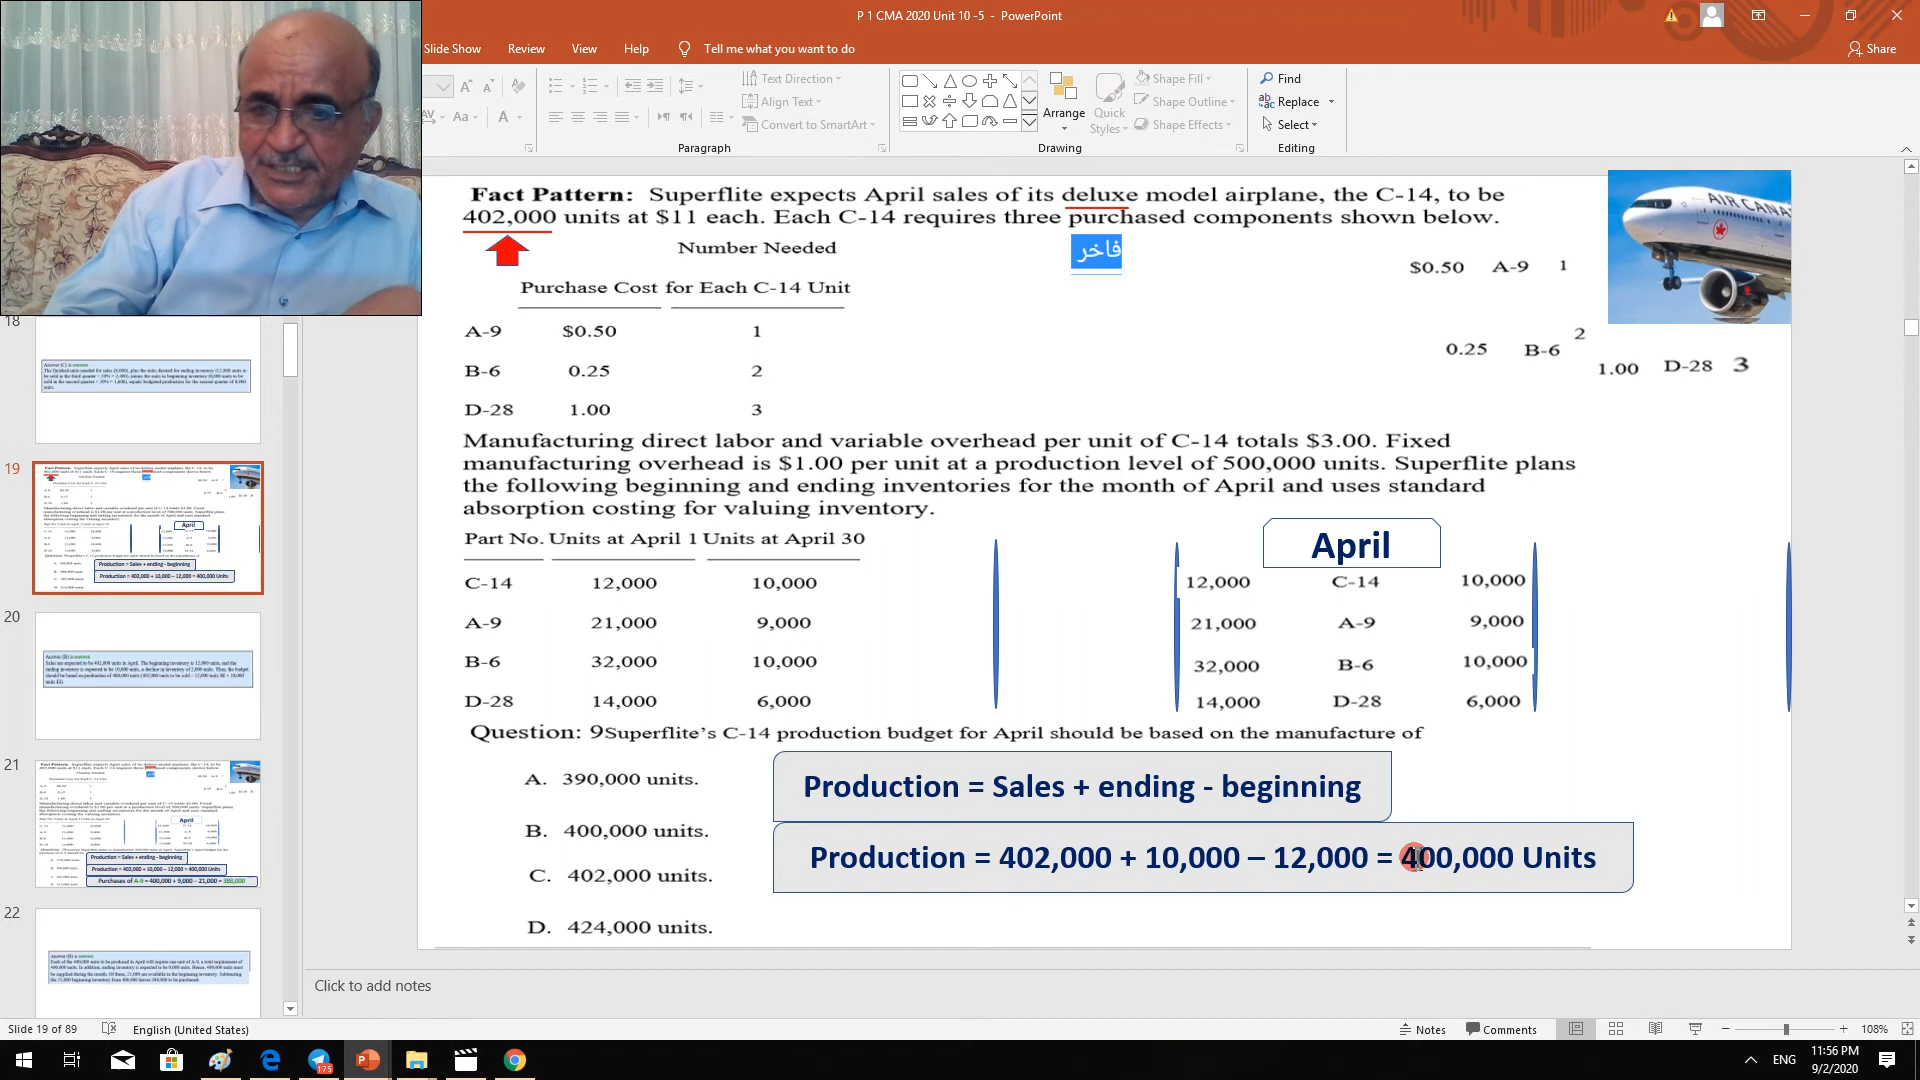 P 1 CMA 2020 Unit 10 -5 - PowerPoint
Slide Show
Review
View
Help
Tell me what you want to do
Share
Text Direction
Align Text
Convert to SmartArt
Paragraph
Arrange
Quick
Styles
Shape Fill
Shape Outline
Shape Effects
Drawing
Find
Replace
Select
Editing
Fact Pattern: Superflite expects April sales of its deluxe model airplane, the C-14, to be
402,000 units at $11 each. Each C-14 requires three purchased components shown below.
فاخر
Number Needed
Purchase Cost for Each C-14 Unit
A-9 $0.50 1
B-6 0.25 2
D-28 1.00 3
$0.50 A-9 1
0.25 B-6 2
1.00 D-28 3
AIR CANA
Manufacturing direct labor and variable overhead per unit of C-14 totals $3.00. Fixed
manufacturing overhead is $1.00 per unit at a production level of 500,000 units. Superflite plans
the following beginning and ending inventories for the month of April and uses standard
absorption costing for valuing inventory.
Part No. Units at April 1 Units at April 30
C-14 12,000 10,000
A-9 21,000 9,000
B-6 32,000 10,000
D-28 14,000 6,000
April
12,000 C-14 10,000
21,000 A-9 9,000
32,000 B-6 10,000
14,000 D-28 6,000
Question: 9Superflite's C-14 production budget for April should be based on the manufacture of
A. 390,000 units.
B. 400,000 units.
C. 402,000 units.
D. 424,000 units.
Production = Sales + ending - beginning
Production = 402,000 + 10,000 – 12,000 = 400,000 Units
18
19
20
21
22
Click to add notes
Slide 19 of 89
English (United States)
Notes
Comments
108%
175
ENG
11:56 PM
9/2/2020